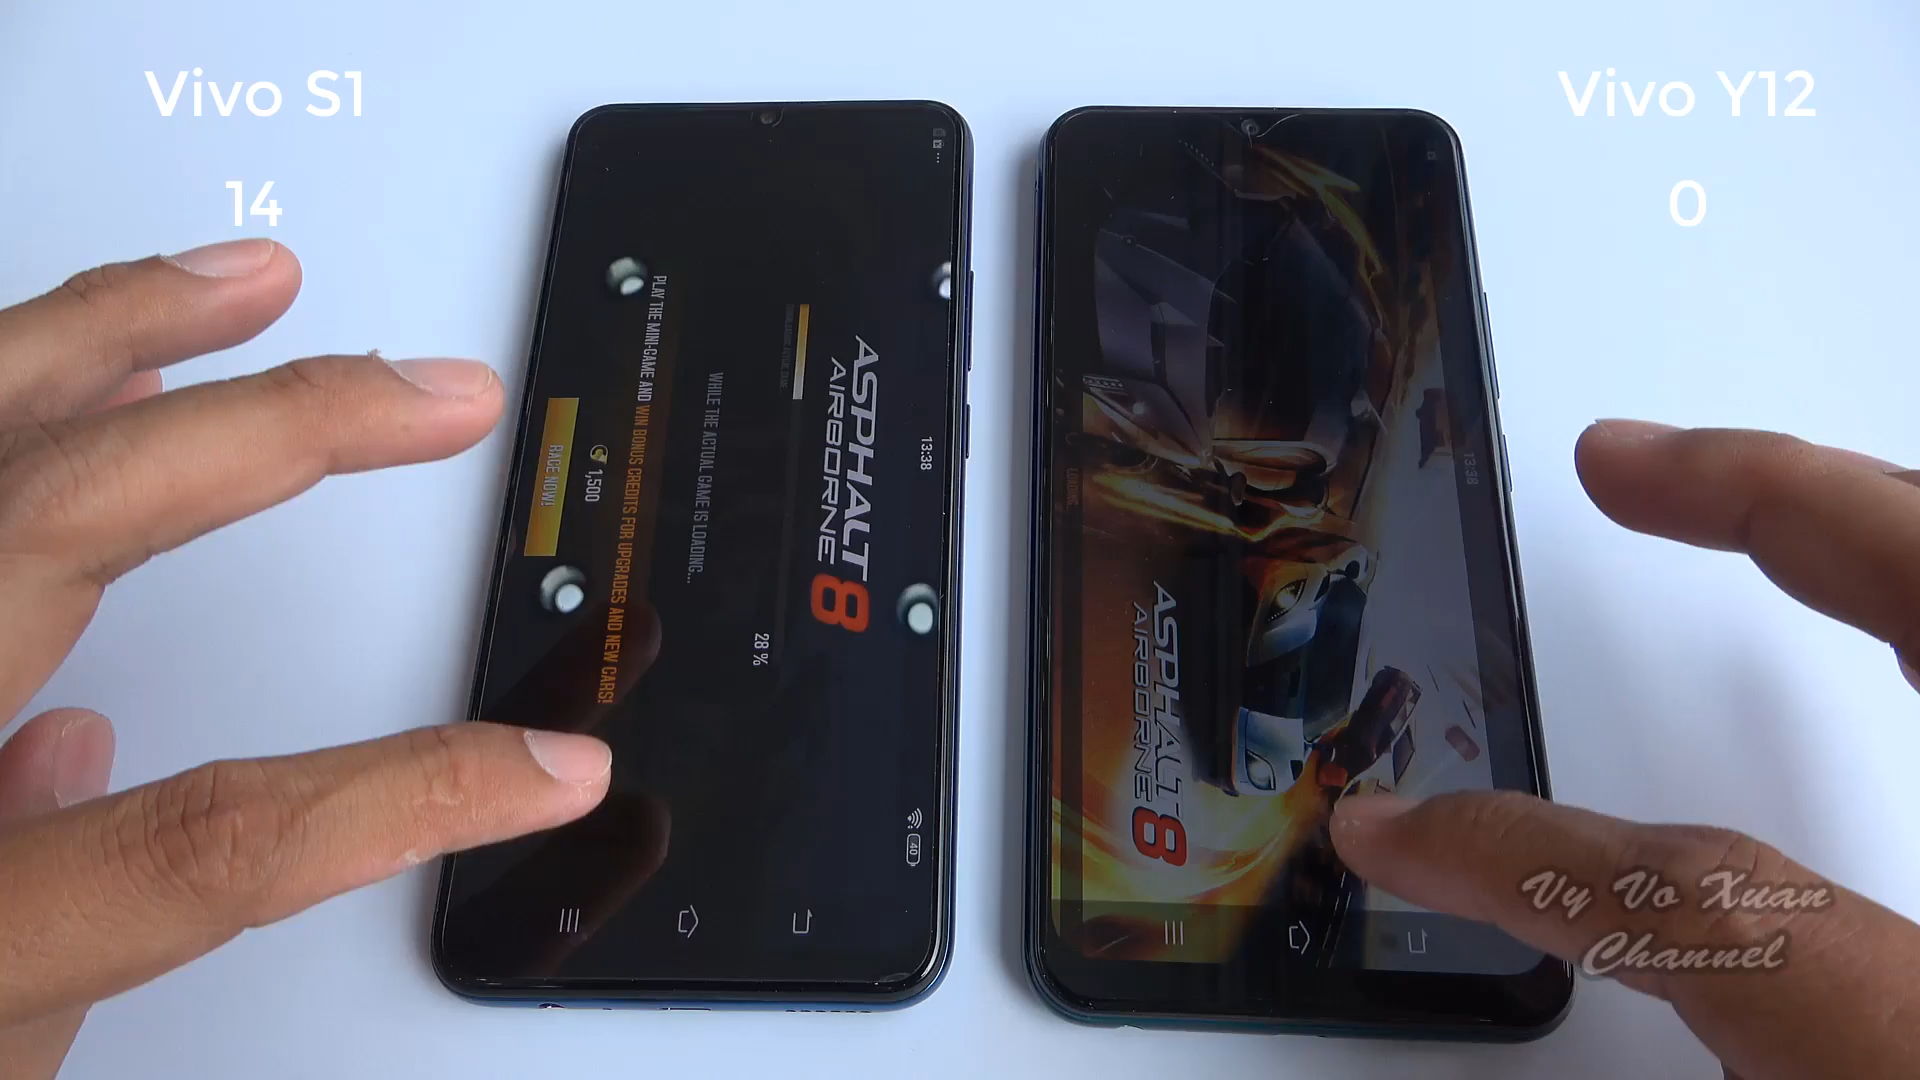 Vivo S1
14
Vivo Y12
0
13:38
ASPHALT
AIRBORNE 8
28 %
WHILE THE ACTUAL GAME IS LOADING...
PLAY THE MINI-GAME AND WIN BONUS CREDITS FOR UPGRADES AND NEW CARS!
1,500
RACE NOW!
40
13:38
ASPHALT
AIRBORNE 8
LOADING
Vy Vo Xuan
Channel